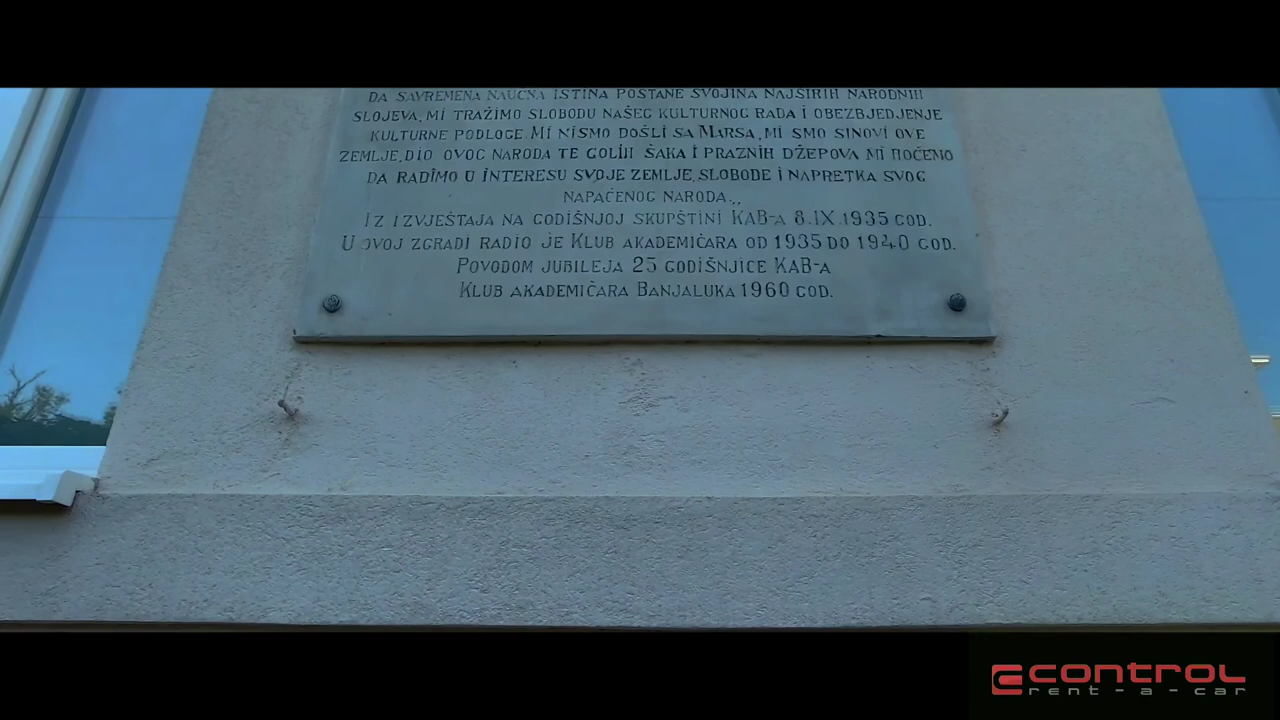 DA SAVREMENA NAUČNA ISTINA POSTANE SVOJINA NAJŠIRIH NARODNIH
SLOJEVA, MI TRAŽIMO SLOBODU NAŠEG KULTURNOG RADA I OBEZBJEDJENJE
KULTURNE PODLOGE. MI NISMO DOŠLI SA MARSA, MI SMO SINOVI OVE
ZEMLJE, DIO OVOG NARODA TE GOLIH ŠAKA I PRAZNIH DŽEPOVA MI HOĆEMO
DA RADIMO U INTERESU SVOJE ZEMLJE, SLOBODE I NAPRETKA SVOG
NAPAĆENOG NARODA.„
IZ IZVJEŠTAJA NA GODIŠNJOJ SKUPŠTINI KAB-A 8.IX.1935 GOD.
U OVOJ ZGRADI RADIO JE KLUB AKADEMIČARA OD 1935 DO 1940 GOD.
POVODOM JUBILEJA 25 GODIŠNJICE KAB-A
KLUB AKADEMIČARA BANJALUKA 1960 GOD.
control
rent-a-car